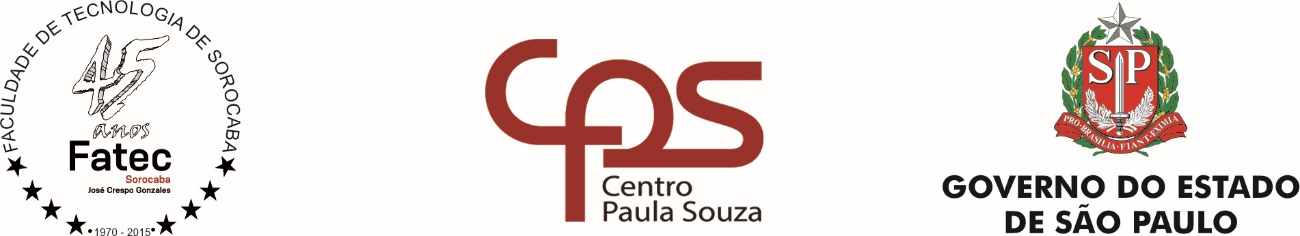 FACULDADE DE TECNOLOGIA DE SOROCABA
45
anos
Fatec
Sorocaba
José Crespo Gonzales
1970 - 2015
cps
Centro
Paula Souza
SP
PRO·BRASILIA·FIANT·EXIMIA
GOVERNO DO ESTADO
DE SÃO PAULO